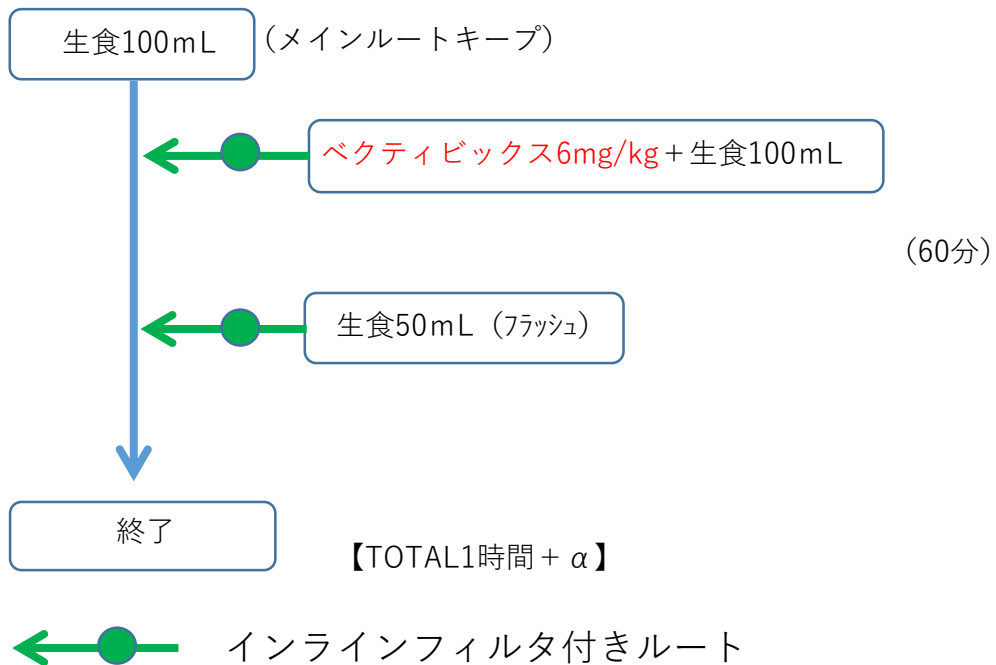 生食100mL (メインルートキープ)
ベクティビックス6mg/kg+生食100mL
(60分)
生食50mL (ﾌﾗｯｼｭ)
終了
【TOTAL1時間+α】
インラインフィルタ付きルート